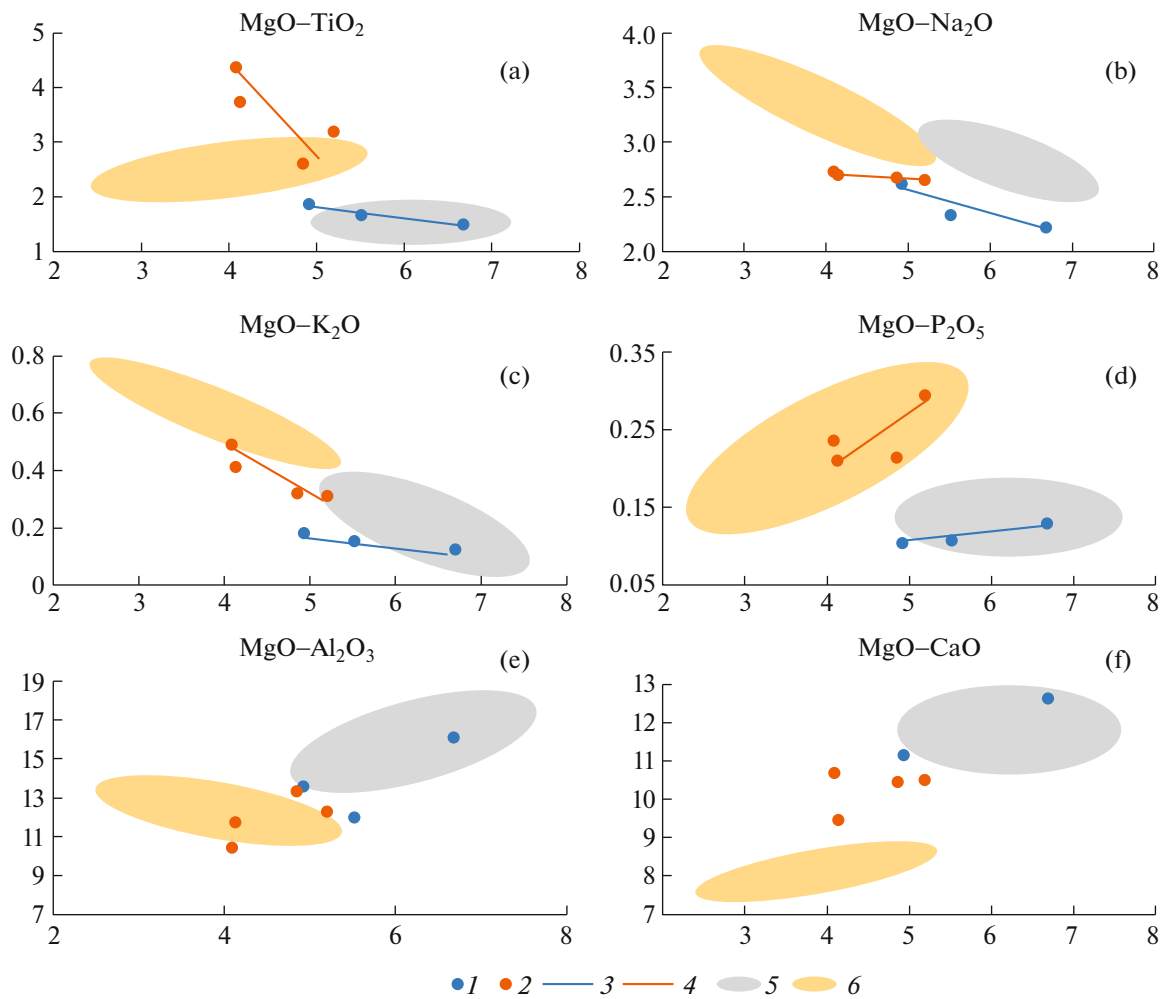 MgO–TiO₂
(a)
5
4
3
2
1
2 3 4 5 6 7 8
MgO–Na₂O
(b)
4.0
3.5
3.0
2.5
2.0
2 3 4 5 6 7 8
MgO–K₂O
(c)
0.8
0.6
0.4
0.2
0
2 3 4 5 6 7 8
MgO–P₂O₅
(d)
0.35
0.25
0.15
0.05
2 3 4 5 6 7 8
MgO–Al₂O₃
(e)
19
17
15
13
11
9
7
2 4 6 8
MgO–CaO
(f)
13
12
11
10
9
8
7
2 3 4 5 6 7 8
1 2 3 4 5 6